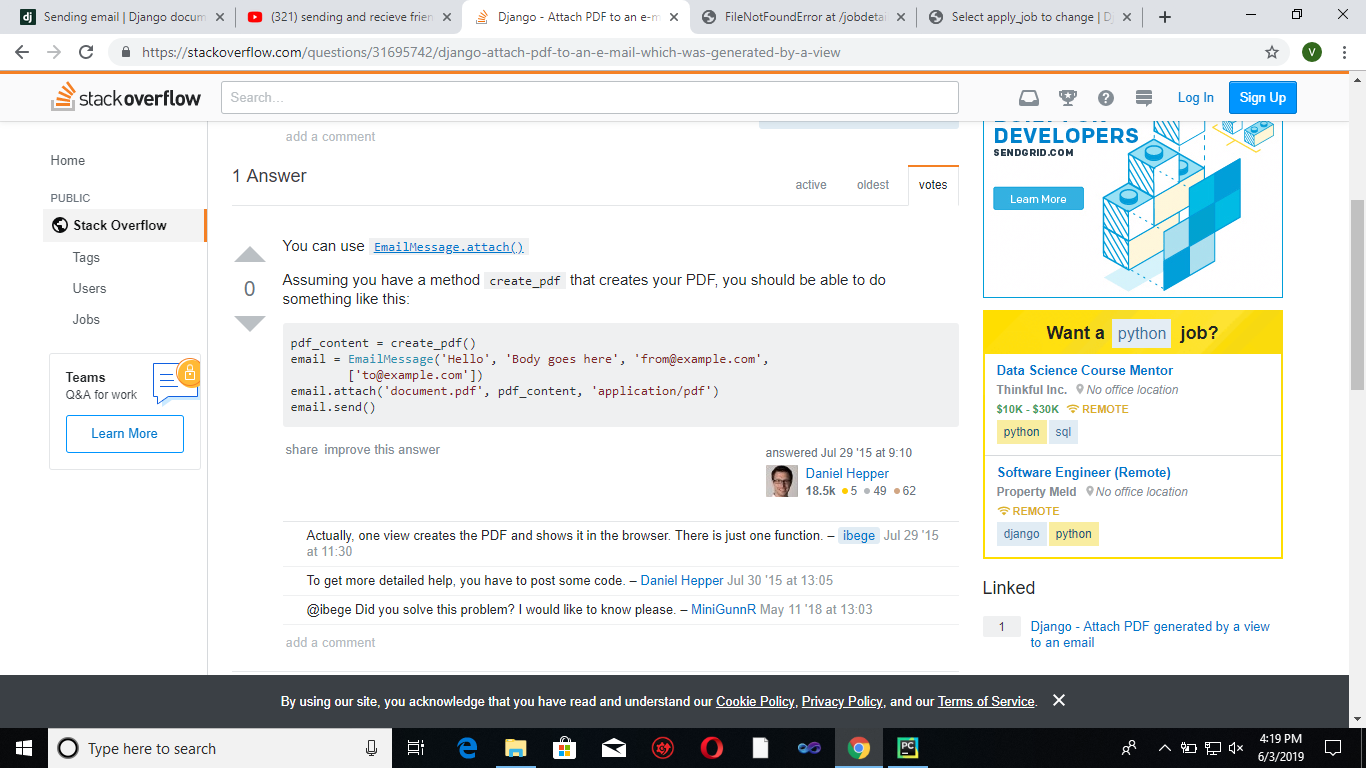 Sending email | Django docum
(321) sending and recieve frien
Django - Attach PDF to an e-m
FileNotFoundError at /jobdetai
Select apply_job to change | D
https://stackoverflow.com/questions/31695742/django-attach-pdf-to-an-e-mail-which-was-generated-by-a-view
V
stackoverflow
Search...
Log In
Sign Up
Home
PUBLIC
Stack Overflow
Tags
Users
Jobs
Teams
Q&A for work
Learn More
add a comment
1 Answer
active
oldest
votes
0
You can use EmailMessage.attach()
Assuming you have a method create_pdf that creates your PDF, you should be able to do
something like this:
pdf_content = create_pdf()
email = EmailMessage('Hello', 'Body goes here', 'from@example.com',
['to@example.com'])
email.attach('document.pdf', pdf_content, 'application/pdf')
email.send()
share improve this answer
answered Jul 29 '15 at 9:10
Daniel Hepper
18.5k 5 49 62
Actually, one view creates the PDF and shows it in the browser. There is just one function. – ibege Jul 29 '15
at 11:30
To get more detailed help, you have to post some code. – Daniel Hepper Jul 30 '15 at 13:05
@ibege Did you solve this problem? I would like to know please. – MiniGunnR May 11 '18 at 13:03
add a comment
DEVELOPERS
SENDGRID.COM
Learn More
Want a python job?
Data Science Course Mentor
Thinkful Inc. No office location
$10K - $30K REMOTE
python sql
Software Engineer (Remote)
Property Meld No office location
REMOTE
django python
Linked
1 Django - Attach PDF generated by a view
to an email
By using our site, you acknowledge that you have read and understand our Cookie Policy, Privacy Policy, and our Terms of Service.
Type here to search
4:19 PM
6/3/2019